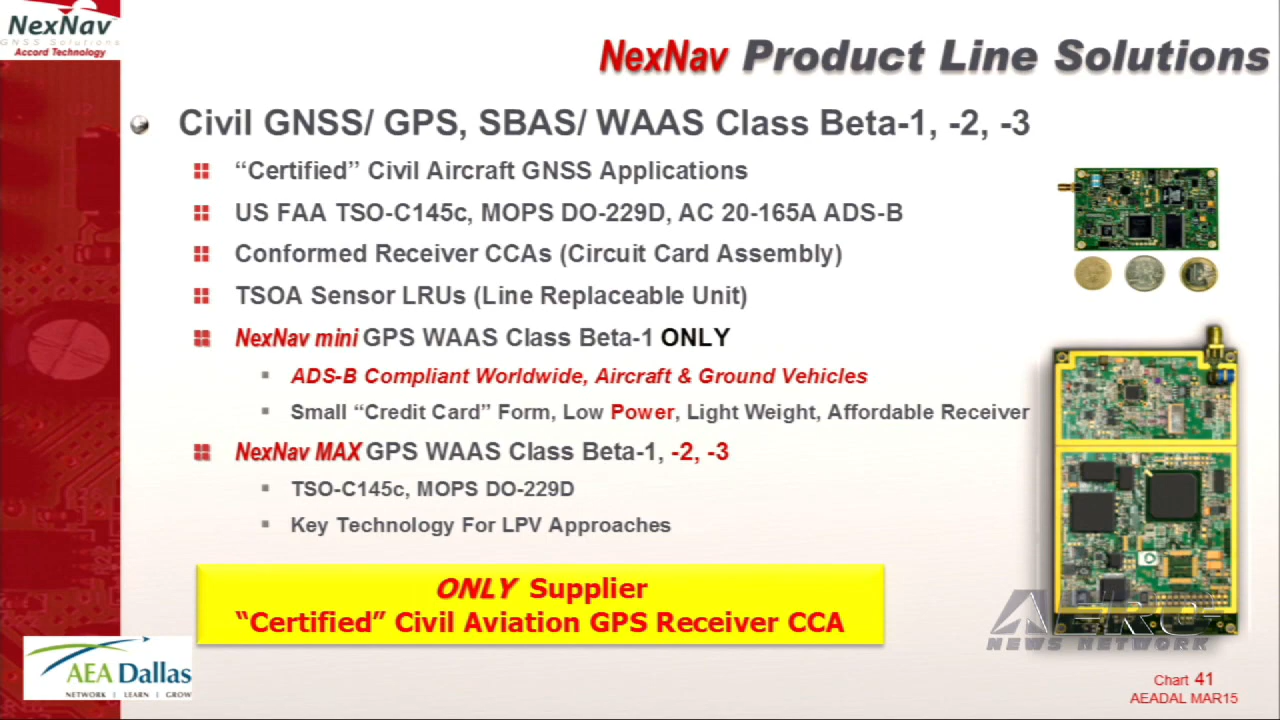 NexNav
GNSS Solutions
Accord Technology
NexNav Product Line Solutions
Civil GNSS/ GPS, SBAS/ WAAS Class Beta-1, -2, -3
“Certified” Civil Aircraft GNSS Applications
US FAA TSO-C145c, MOPS DO-229D, AC 20-165A ADS-B
Conformed Receiver CCAs (Circuit Card Assembly)
TSOA Sensor LRUs (Line Replaceable Unit)
NexNav mini GPS WAAS Class Beta-1 ONLY
ADS-B Compliant Worldwide, Aircraft & Ground Vehicles
Small “Credit Card” Form, Low Power, Light Weight, Affordable Receiver
NexNav MAX GPS WAAS Class Beta-1, -2, -3
TSO-C145c, MOPS DO-229D
Key Technology For LPV Approaches
ONLY Supplier
“Certified” Civil Aviation GPS Receiver CCA
AEA Dallas
NETWORK | LEARN | GROW
AERO
NEWS NETWORK
Chart 41
AEADAL MAR15